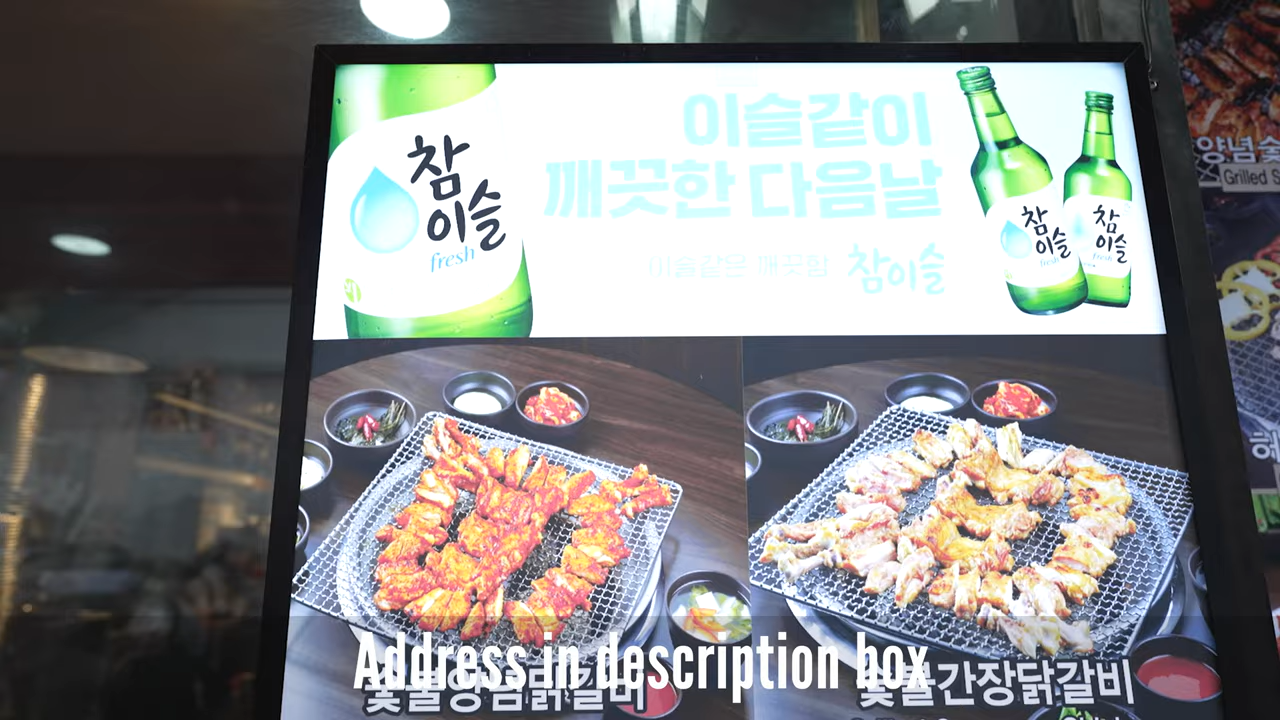 참
이슬
fresh
이슬같이
깨끗한 다음날
이슬같은 깨끗함 참이슬
참
이슬
fresh
참
이슬
fresh
양념숯
Grilled S
Address in description box
숯불양념닭갈비
숯불간장닭갈비